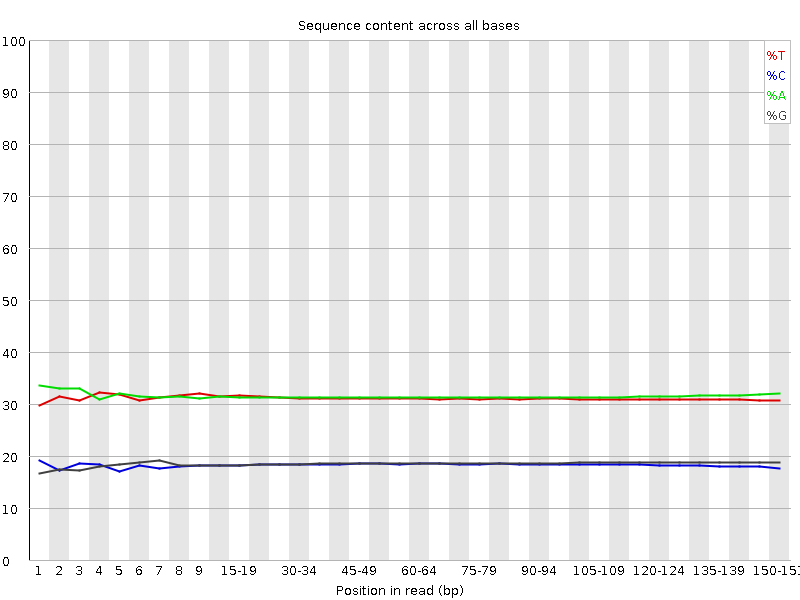 Sequence content across all bases
100
90
80
70
60
50
40
30
20
10
0
%T
%C
%A
%G
1 2 3 4 5 6 7 8 9 15-19 30-34 45-49 60-64 75-79 90-94 105-109 120-124 135-139 150-151
Position in read (bp)